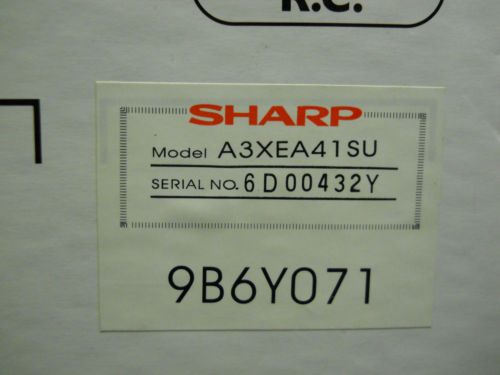 R.C.
SHARP
Model A3XEA41SU
SERIAL NO. 6D00432Y
9B6Y071